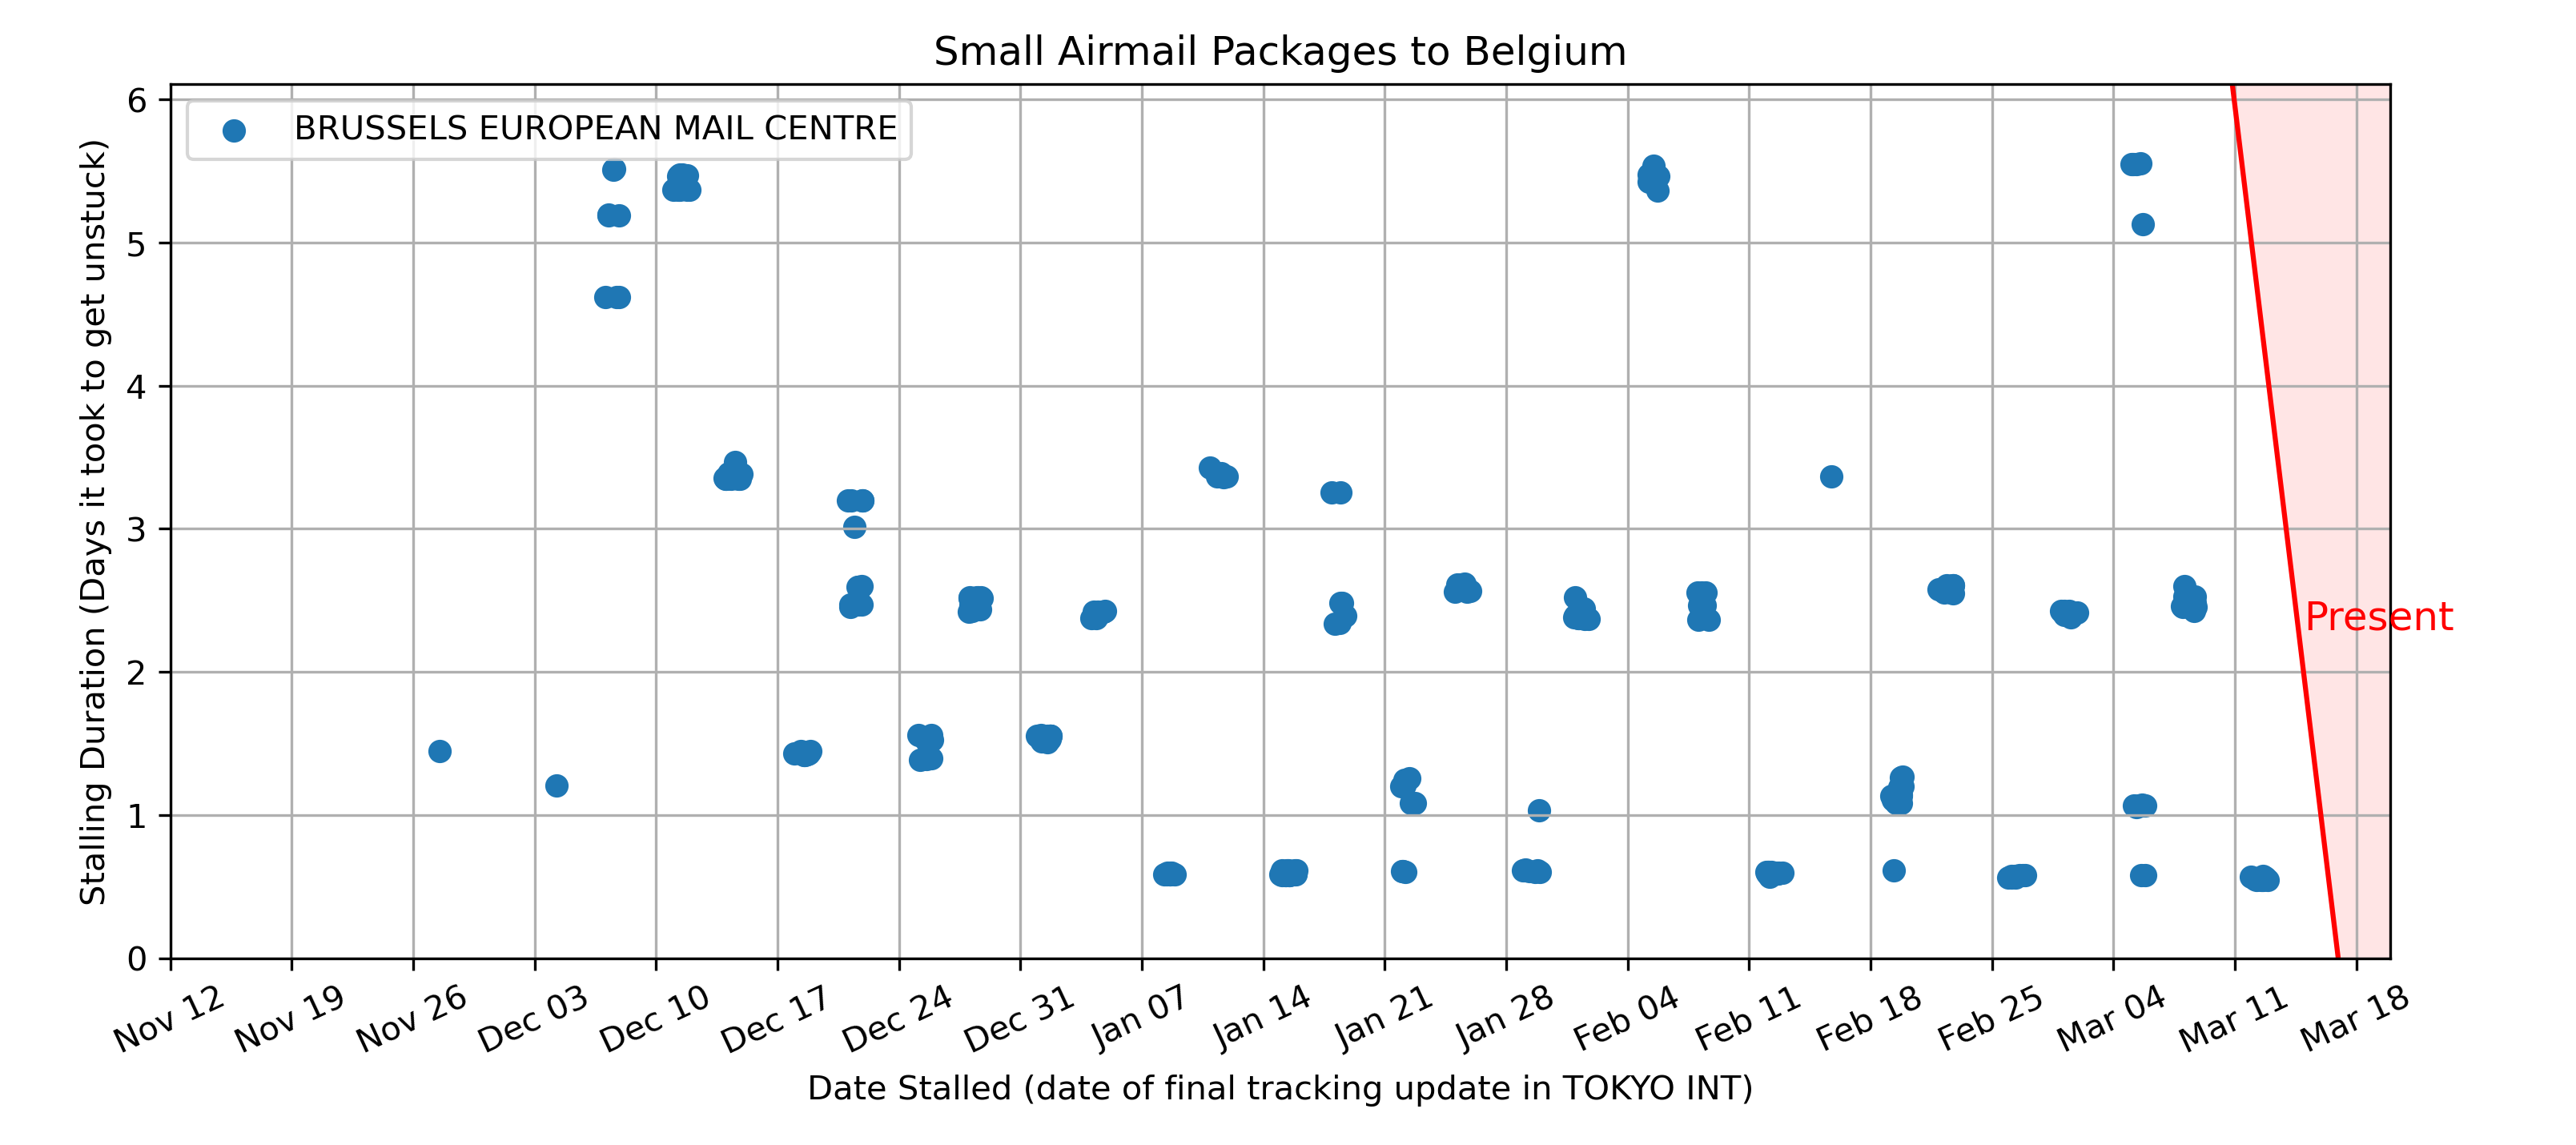 Small Airmail Packages to Belgium
BRUSSELS EUROPEAN MAIL CENTRE
Stalling Duration (Days it took to get unstuck)
6
5
4
3
2
1
0
Present
Nov 12
Nov 19
Nov 26
Dec 03
Dec 10
Dec 17
Dec 24
Dec 31
Jan 07
Jan 14
Jan 21
Jan 28
Feb 04
Feb 11
Feb 18
Feb 25
Mar 04
Mar 11
Mar 18
Date Stalled (date of final tracking update in TOKYO INT)